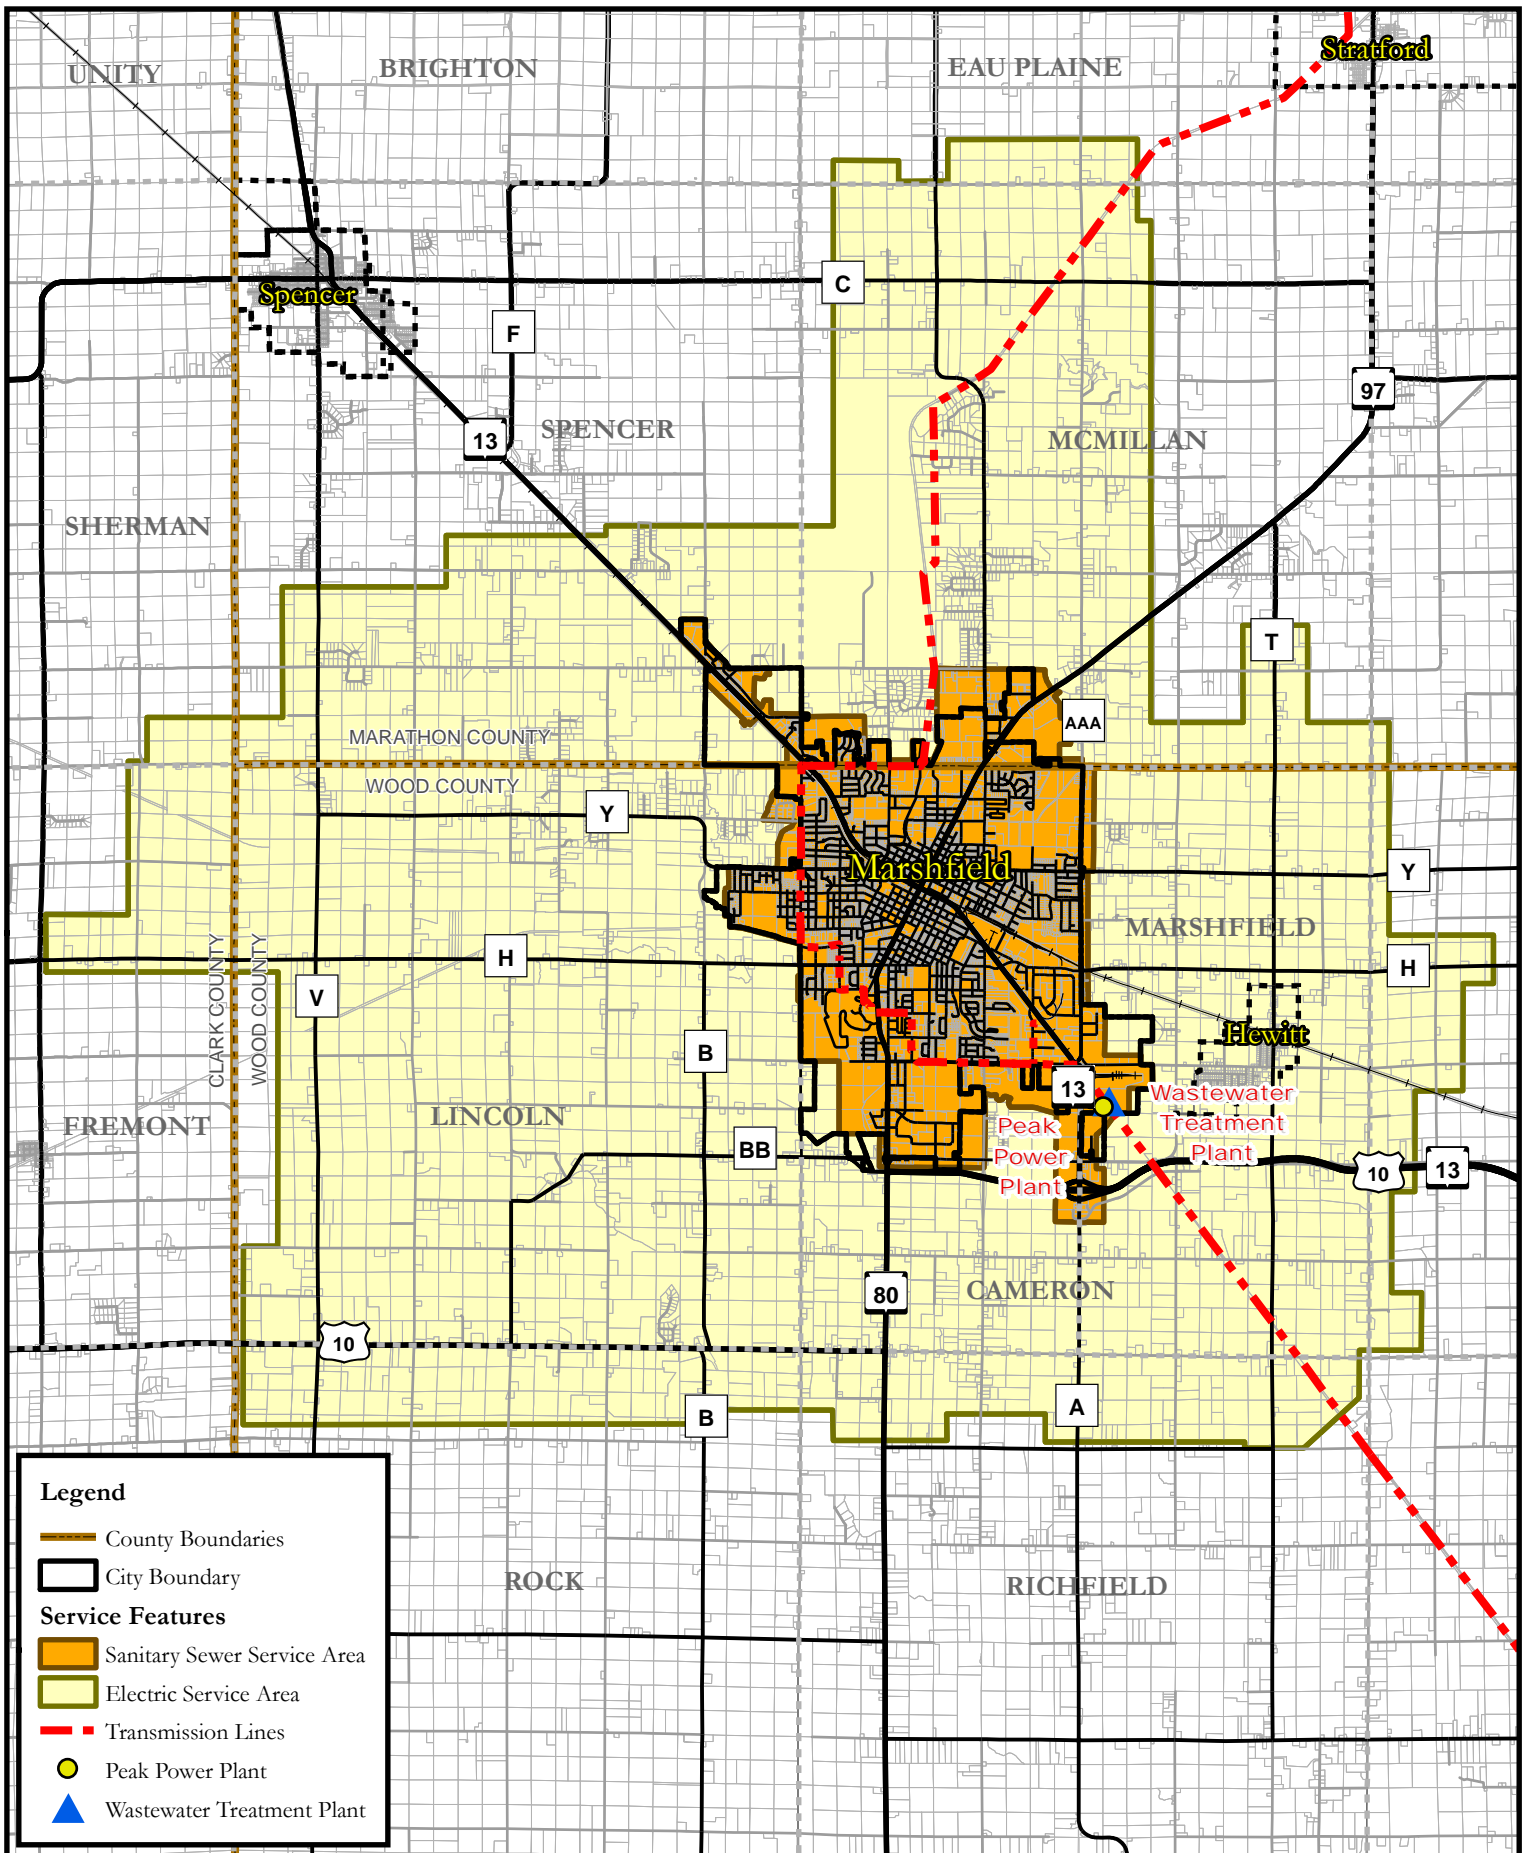 Stratford
UNITY
BRIGHTON
EAU PLAINE
C
Spencer
F
97
13
SPENCER
MCMILLAN
SHERMAN
T
AAA
MARATHON COUNTY
WOOD COUNTY
Y
Marshfield
Y
MARSHFIELD
H
H
CLARK COUNTY
WOOD COUNTY
V
Hewitt
B
13
Wastewater
Treatment
Plant
FREMONT
LINCOLN
Peak
Power
Plant
BB
10
13
80
CAMERON
10
B
A
Legend
County Boundaries
City Boundary
Service Features
Sanitary Sewer Service Area
Electric Service Area
Transmission Lines
Peak Power Plant
Wastewater Treatment Plant
ROCK
RICHFIELD